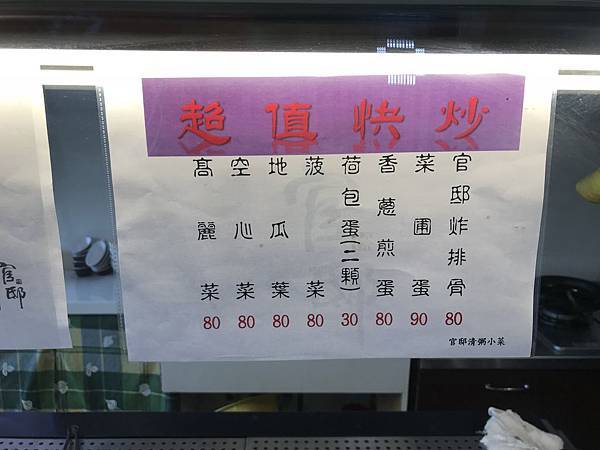 超值快炒
官邸炸排骨 80
菜圃蛋 90
香蔥煎蛋 80
荷包蛋(二顆) 30
菠菜 80
地瓜葉 80
空心菜 80
高麗菜 80
官邸清粥小菜
官邸